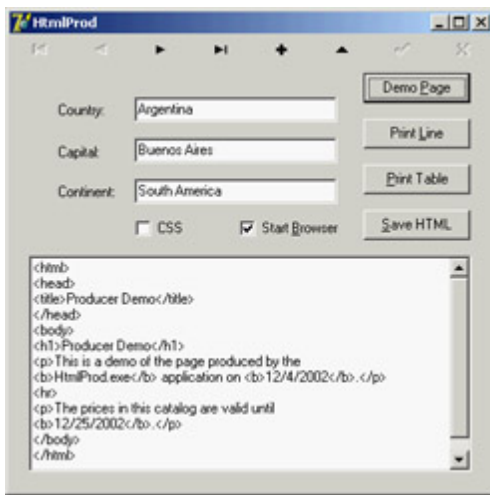 HtmlProd
Demo Page
Country: Argentina
Print Line
Capital: Buenos Aires
Print Table
Continent: South America
CSS Start Browser Save HTML
<html>
<head>
<title>Producer Demo</title>
</head>
<body>
<h1>Producer Demo</h1>
<p>This is a demo of the page produced by the
<b>HtmlProd.exe</b> application on <b>12/4/2002</b>.</p>
<hr>
<p>The prices in this catalog are valid until
<b>12/25/2002</b>.</p>
</body>
</html>